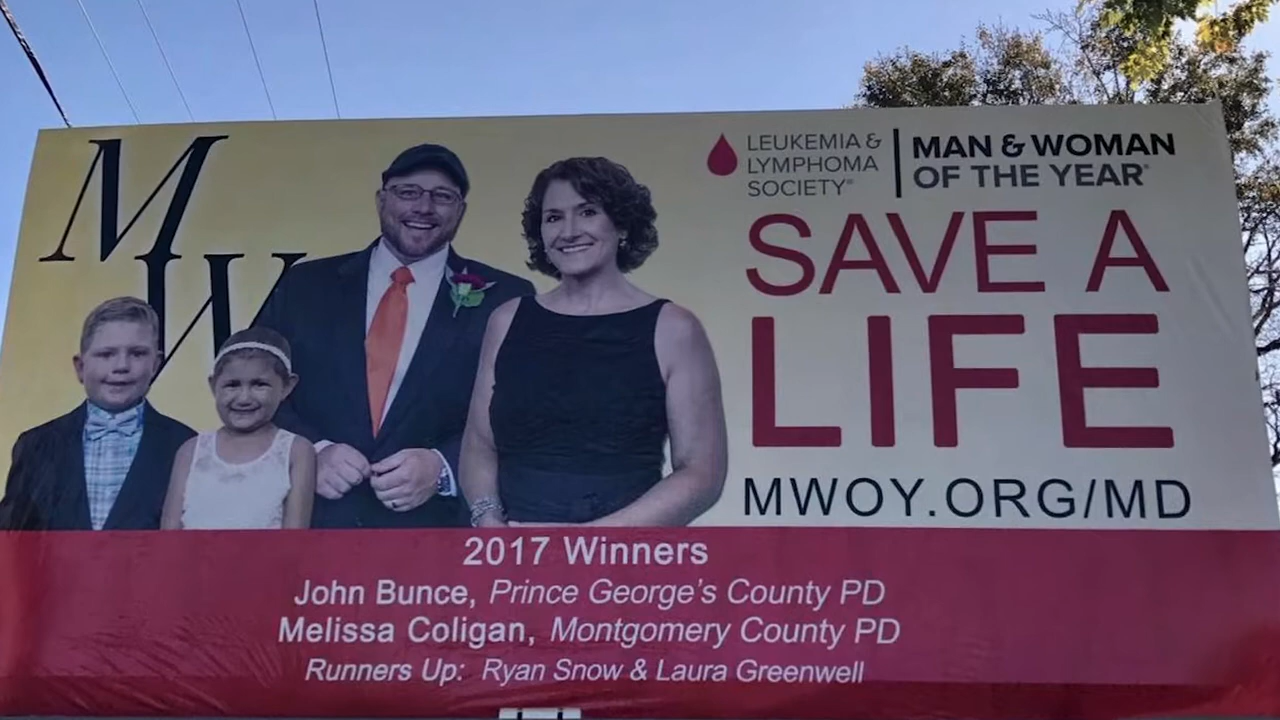 M
W
LEUKEMIA &
LYMPHOMA
SOCIETY®
MAN & WOMAN
OF THE YEAR®
SAVE A
LIFE
MWOY.ORG/MD
2017 Winners
John Bunce, Prince George's County PD
Melissa Coligan, Montgomery County PD
Runners Up: Ryan Snow & Laura Greenwell